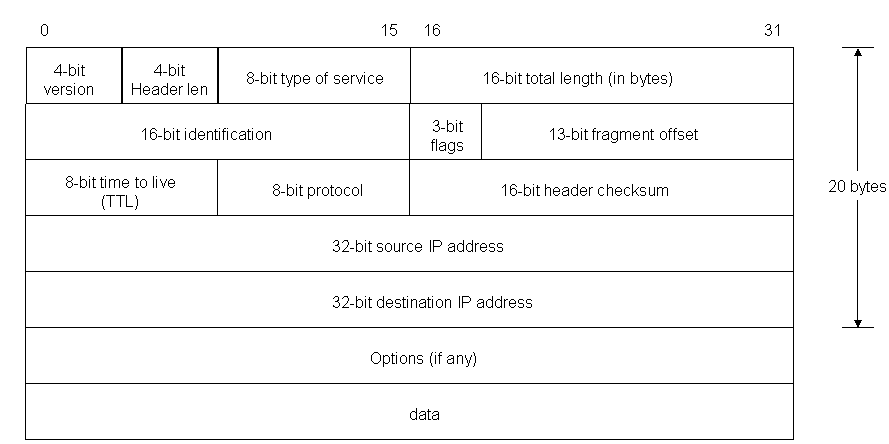 0 15 16 31
4-bit version 4-bit Header len 8-bit type of service 16-bit total length (in bytes)
16-bit identification 3-bit flags 13-bit fragment offset
8-bit time to live (TTL) 8-bit protocol 16-bit header checksum
20 bytes
32-bit source IP address
32-bit destination IP address
Options (if any)
data